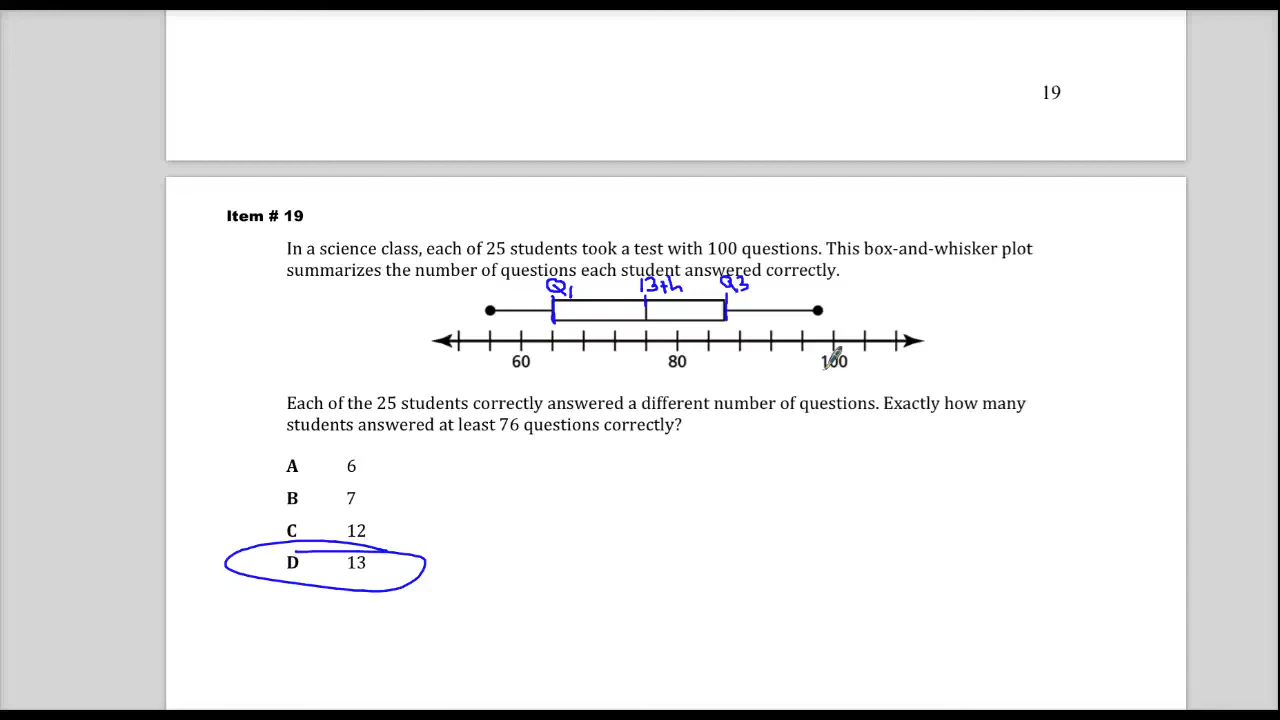 19
Item # 19
In a science class, each of 25 students took a test with 100 questions. This box-and-whisker plot
summarizes the number of questions each student answered correctly.
Q1 13th Q3
60 80 100
Each of the 25 students correctly answered a different number of questions. Exactly how many
students answered at least 76 questions correctly?
A 6
B 7
C 12
D 13